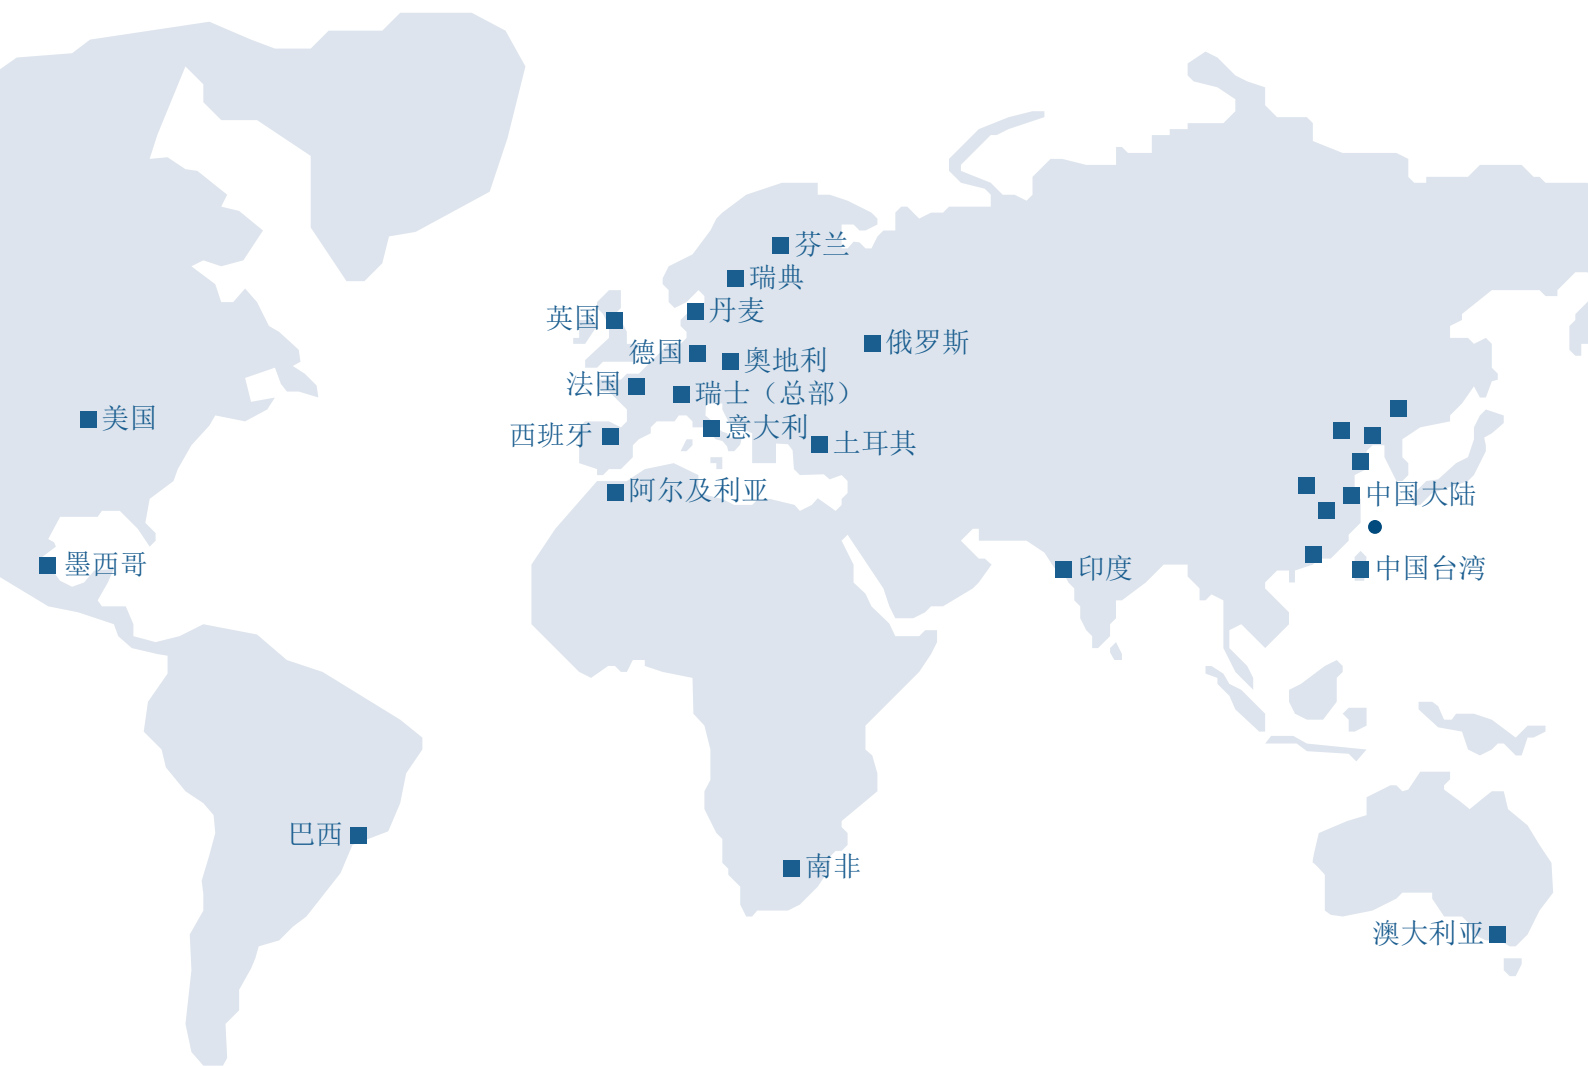 芬兰
瑞典
丹麦
英国
俄罗斯
德国
奥地利
法国
瑞士（总部）
美国
意大利
西班牙
土耳其
阿尔及利亚
中国大陆
墨西哥
印度
中国台湾
巴西
南非
澳大利亚